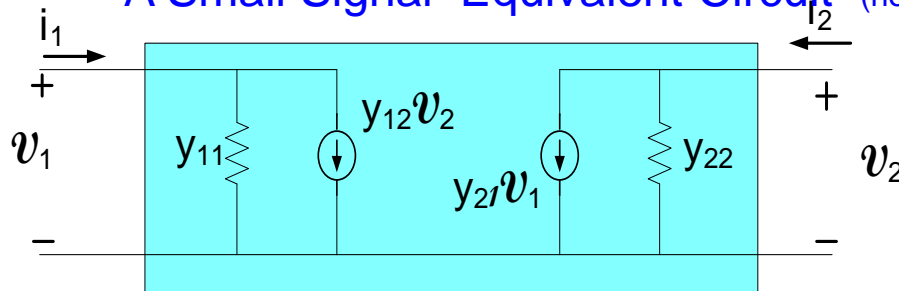 A Small Signal Equivalent Circuit
i1 i2
+ +
y12v2
v1 y11 y22 v2
y21v1
− −